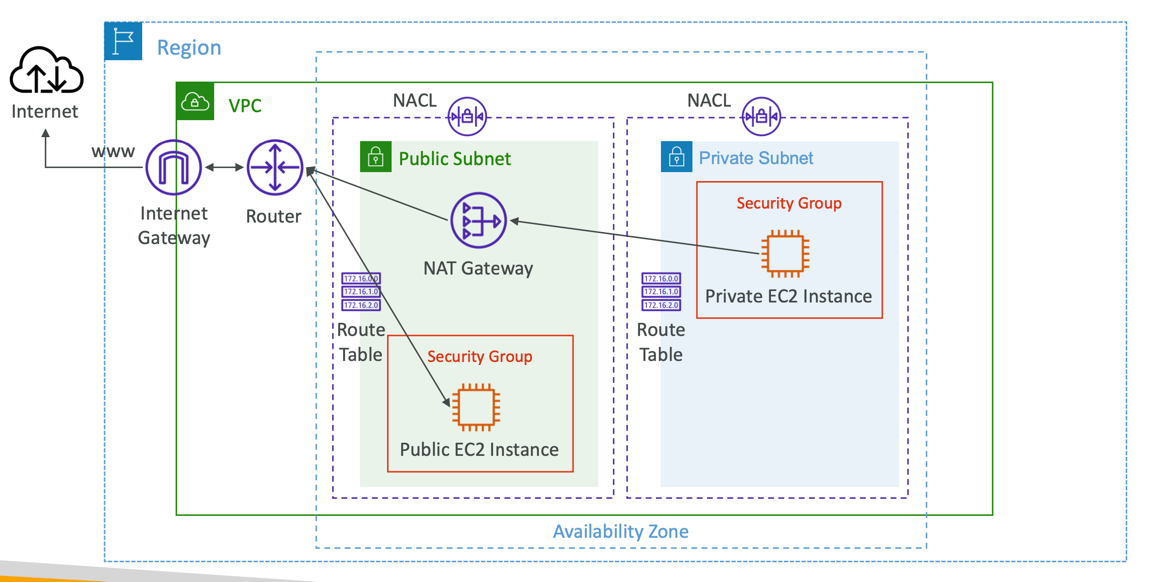 Region
Internet
VPC
www
Internet
Gateway
Router
NACL
Public Subnet
NAT Gateway
172.16.0.0
172.16.1.0
172.16.2.0
Route
Table
Security Group
Public EC2 Instance
NACL
Private Subnet
Security Group
Private EC2 Instance
172.16.0.0
172.16.1.0
172.16.2.0
Route
Table
Availability Zone